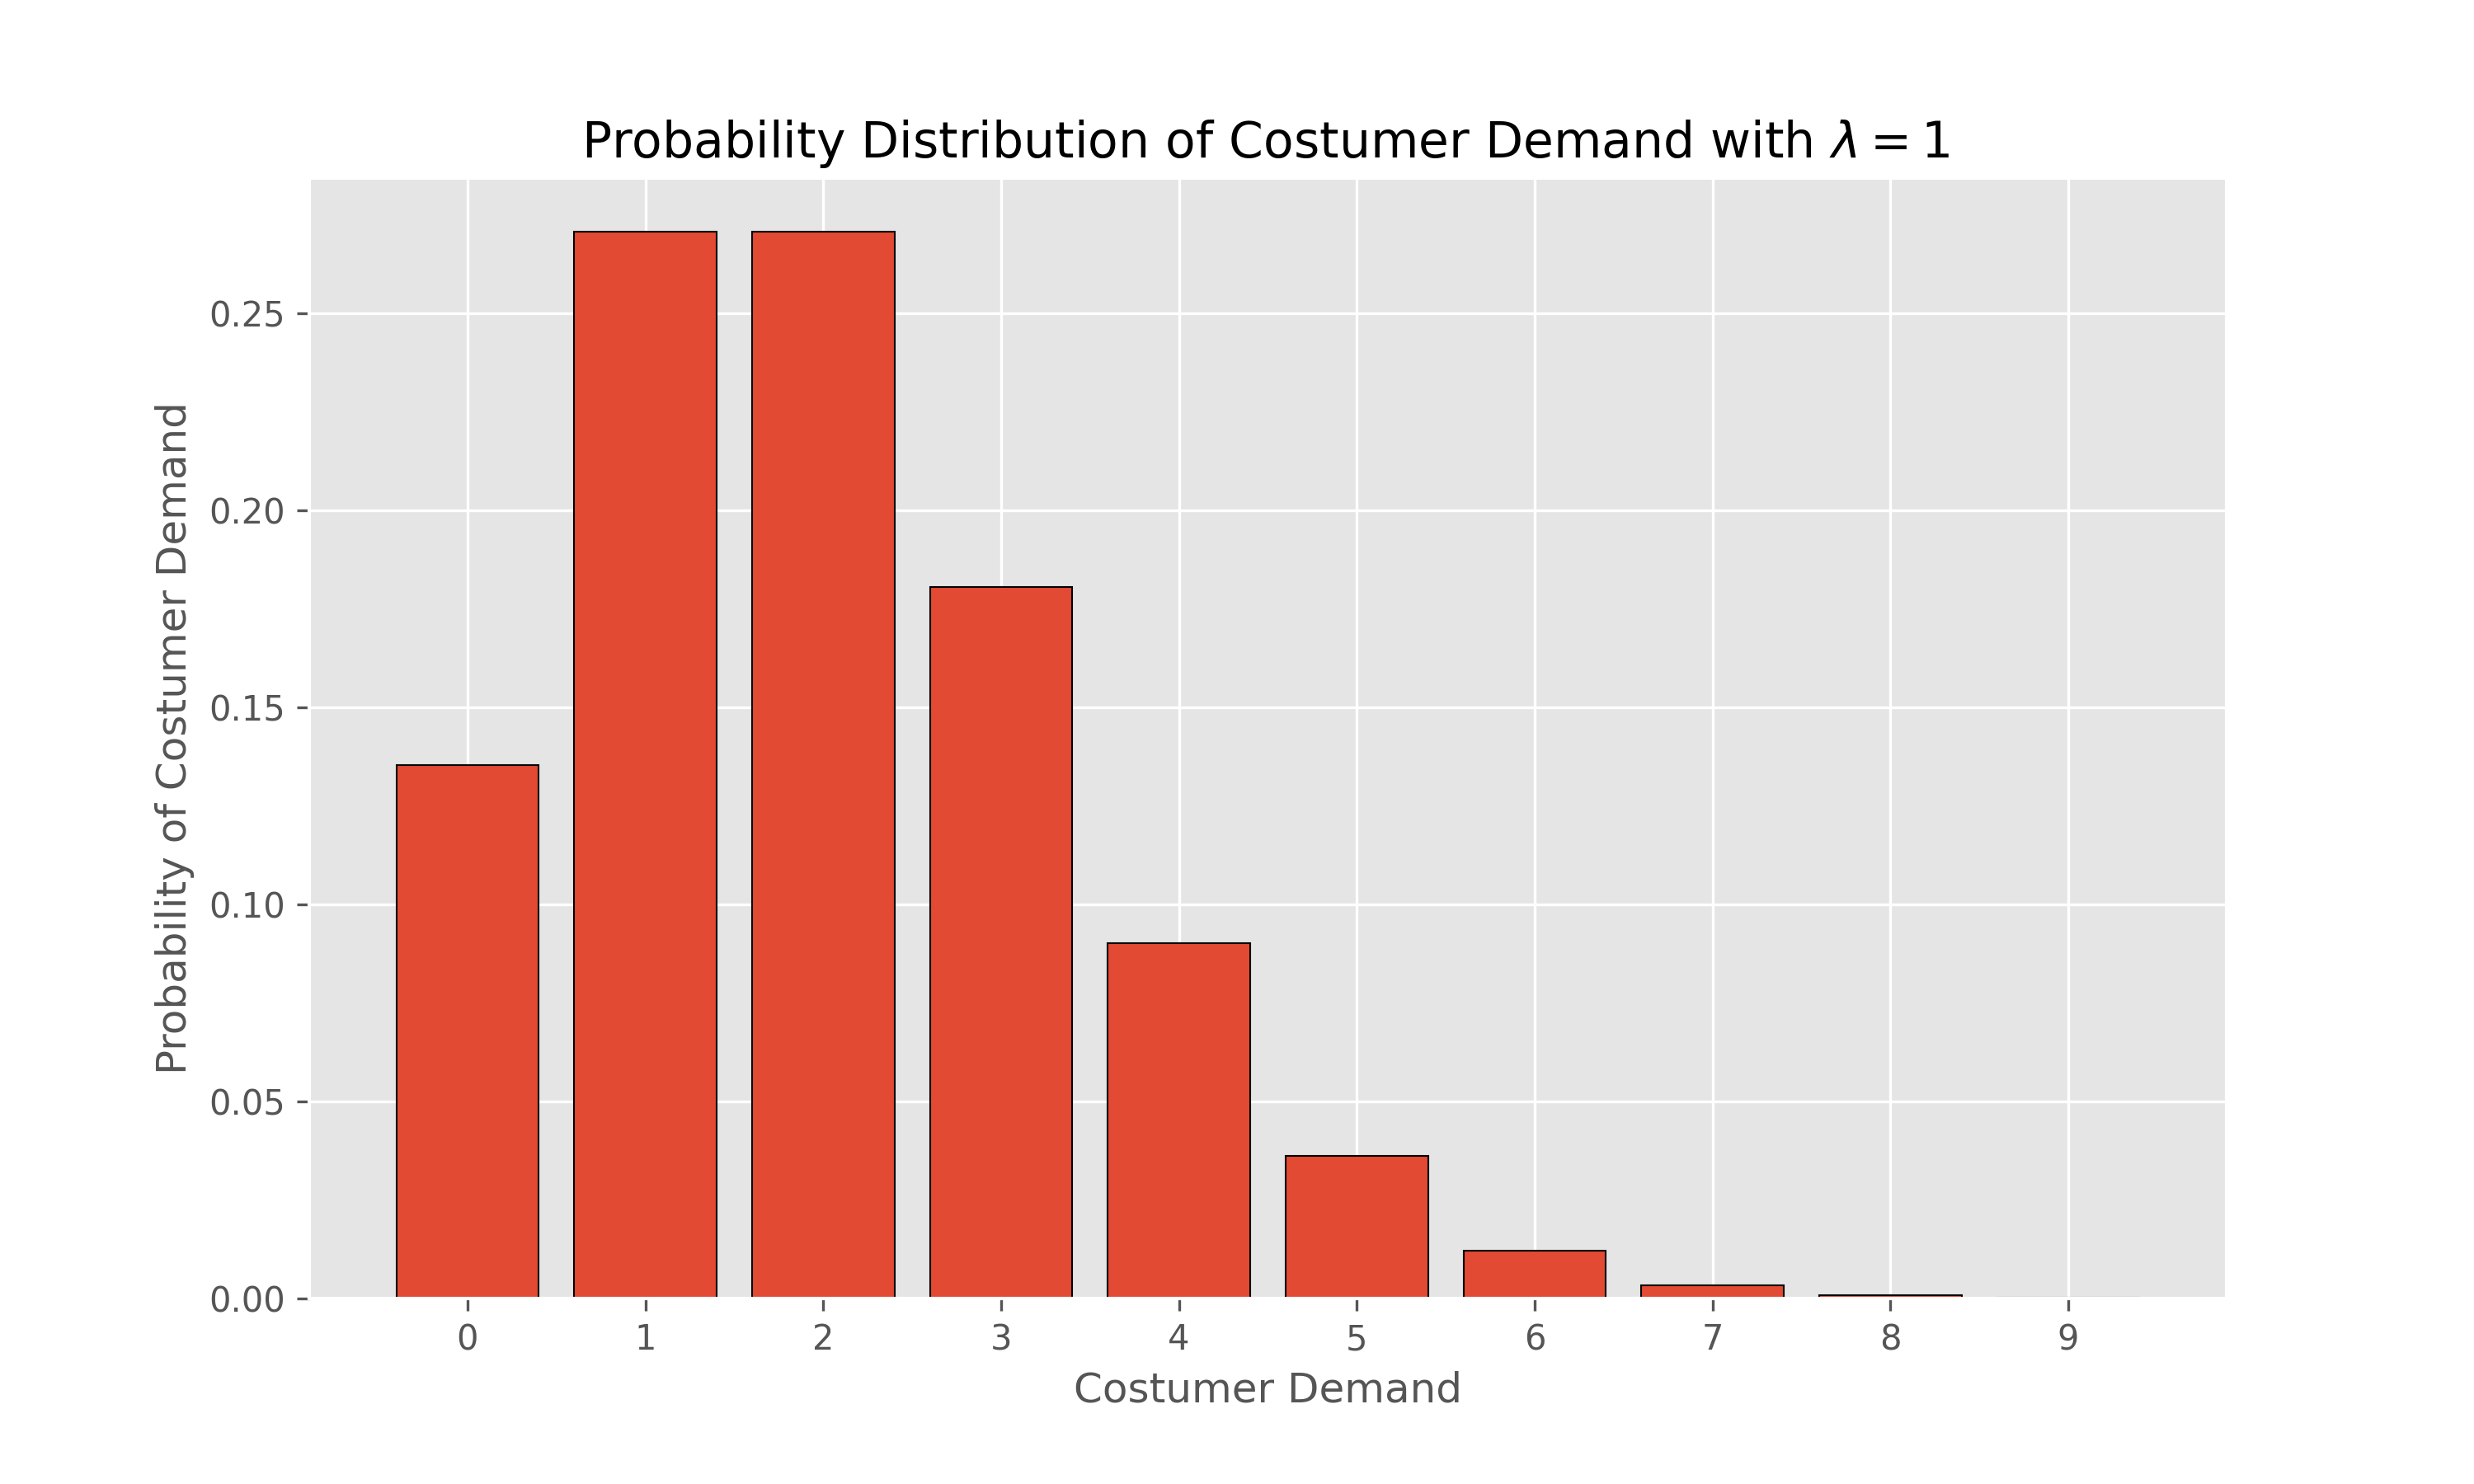 Probability Distribution of Costumer Demand with λ = 1
Probability of Costumer Demand
0.25
0.20
0.15
0.10
0.05
0.00
0 1 2 3 4 5 6 7 8 9
Costumer Demand